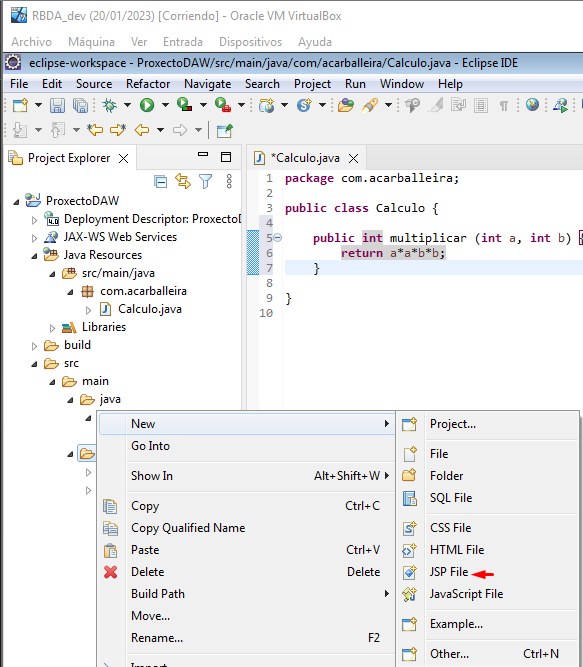 RBDA_dev (20/01/2023) [Corriendo] - Oracle VM VirtualBox
Archivo Máquina Ver Entrada Dispositivos Ayuda
eclipse-workspace - ProxectoDAW/src/main/java/com/acarballeira/Calculo.java - Eclipse IDE
File Edit Source Refactor Navigate Search Project Run Window Help
Project Explorer
*Calculo.java
ProxectoDAW
Deployment Descriptor: ProxectoD
JAX-WS Web Services
Java Resources
src/main/java
com.acarballeira
Calculo.java
Libraries
build
src
main
java
1 package com.acarballeira;
2
3 public class Calculo {
4
5 public int multiplicar (int a, int b) {
6 return a*a*b*b;
7 }
8
9 }
10
New
Go Into
Show In Alt+Shift+W
Copy Ctrl+C
Copy Qualified Name
Paste Ctrl+V
Delete Delete
Build Path
Move...
Rename... F2
Import...
Project...
File
Folder
SQL File
CSS File
HTML File
JSP File
JavaScript File
Example...
Other... Ctrl+N